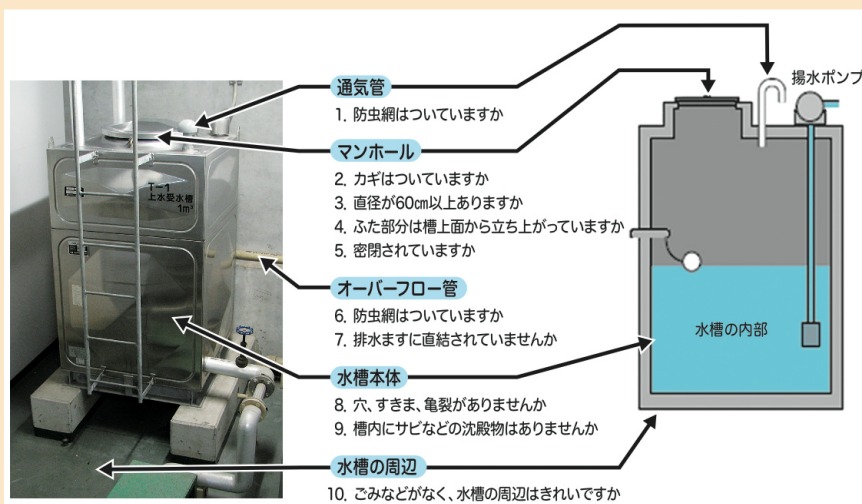 通気管
1. 防虫網はついていますか
マンホール
2. カギはついていますか
3. 直径が60㎝以上ありますか
4. ふた部分は槽上面から立ち上がっていますか
5. 密閉されていますか
オーバーフロー管
6. 防虫網はついていますか
7. 排水ますに直結されていませんか
水槽本体
8. 穴、すきま、亀裂がありませんか
9. 槽内にサビなどの沈殿物はありませんか
水槽の周辺
10. ごみなどがなく、水槽の周辺はきれいですか
T-1
上水受水槽
1m³
揚水ポンプ
水槽の内部